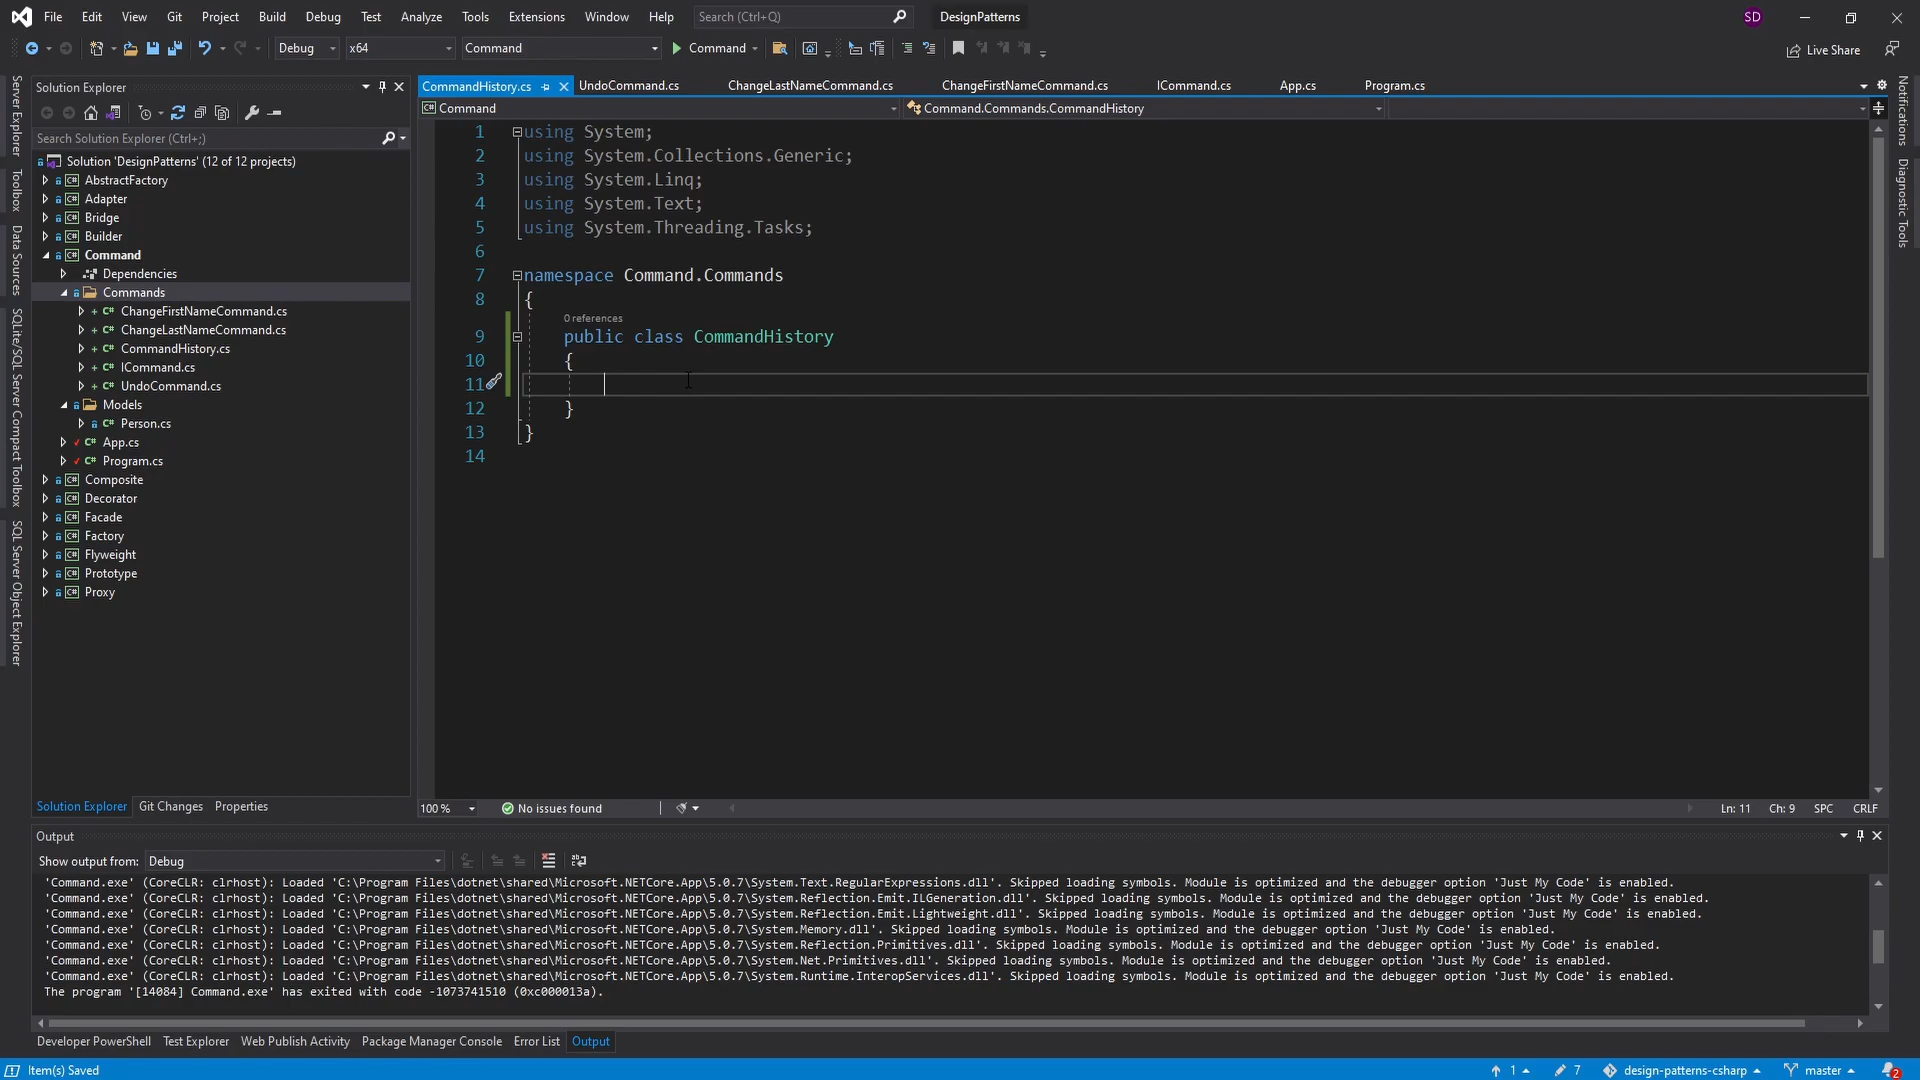 File Edit View Git Project Build Debug Test Analyze Tools Extensions Window Help Search (Ctrl+Q) DesignPatterns SD
Debug x64 Command Command Live Share
Server Explorer
Toolbox
Data Sources
SQLite/SQL Server Compact Toolbox
SQL Server Object Explorer
Solution Explorer
Search Solution Explorer (Ctrl+;)
Solution 'DesignPatterns' (12 of 12 projects)
AbstractFactory
Adapter
Bridge
Builder
Command
Dependencies
Commands
ChangeFirstNameCommand.cs
ChangeLastNameCommand.cs
CommandHistory.cs
ICommand.cs
UndoCommand.cs
Models
Person.cs
App.cs
Program.cs
Composite
Decorator
Facade
Factory
Flyweight
Prototype
Proxy
Solution Explorer Git Changes Properties
CommandHistory.cs UndoCommand.cs ChangeLastNameCommand.cs ChangeFirstNameCommand.cs ICommand.cs App.cs Program.cs
Command Command.Commands.CommandHistory
1 using System;
2 using System.Collections.Generic;
3 using System.Linq;
4 using System.Text;
5 using System.Threading.Tasks;
6
7 namespace Command.Commands
8 {
0 references
9 public class CommandHistory
10 {
11
12 }
13 }
14
100 % No issues found Ln: 11 Ch: 9 SPC CRLF
Notifications
Diagnostic Tools
Output
Show output from: Debug
'Command.exe' (CoreCLR: clrhost): Loaded 'C:\Program Files\dotnet\shared\Microsoft.NETCore.App\5.0.7\System.Text.RegularExpressions.dll'. Skipped loading symbols. Module is optimized and the debugger option 'Just My Code' is enabled.
'Command.exe' (CoreCLR: clrhost): Loaded 'C:\Program Files\dotnet\shared\Microsoft.NETCore.App\5.0.7\System.Reflection.Emit.ILGeneration.dll'. Skipped loading symbols. Module is optimized and the debugger option 'Just My Code' is enabled.
'Command.exe' (CoreCLR: clrhost): Loaded 'C:\Program Files\dotnet\shared\Microsoft.NETCore.App\5.0.7\System.Reflection.Emit.Lightweight.dll'. Skipped loading symbols. Module is optimized and the debugger option 'Just My Code' is enabled.
'Command.exe' (CoreCLR: clrhost): Loaded 'C:\Program Files\dotnet\shared\Microsoft.NETCore.App\5.0.7\System.Memory.dll'. Skipped loading symbols. Module is optimized and the debugger option 'Just My Code' is enabled.
'Command.exe' (CoreCLR: clrhost): Loaded 'C:\Program Files\dotnet\shared\Microsoft.NETCore.App\5.0.7\System.Reflection.Primitives.dll'. Skipped loading symbols. Module is optimized and the debugger option 'Just My Code' is enabled.
'Command.exe' (CoreCLR: clrhost): Loaded 'C:\Program Files\dotnet\shared\Microsoft.NETCore.App\5.0.7\System.Net.Primitives.dll'. Skipped loading symbols. Module is optimized and the debugger option 'Just My Code' is enabled.
'Command.exe' (CoreCLR: clrhost): Loaded 'C:\Program Files\dotnet\shared\Microsoft.NETCore.App\5.0.7\System.Runtime.InteropServices.dll'. Skipped loading symbols. Module is optimized and the debugger option 'Just My Code' is enabled.
The program '[14084] Command.exe' has exited with code -1073741510 (0xc000013a).
Developer PowerShell Test Explorer Web Publish Activity Package Manager Console Error List Output
Item(s) Saved 1 7 design-patterns-csharp master 2